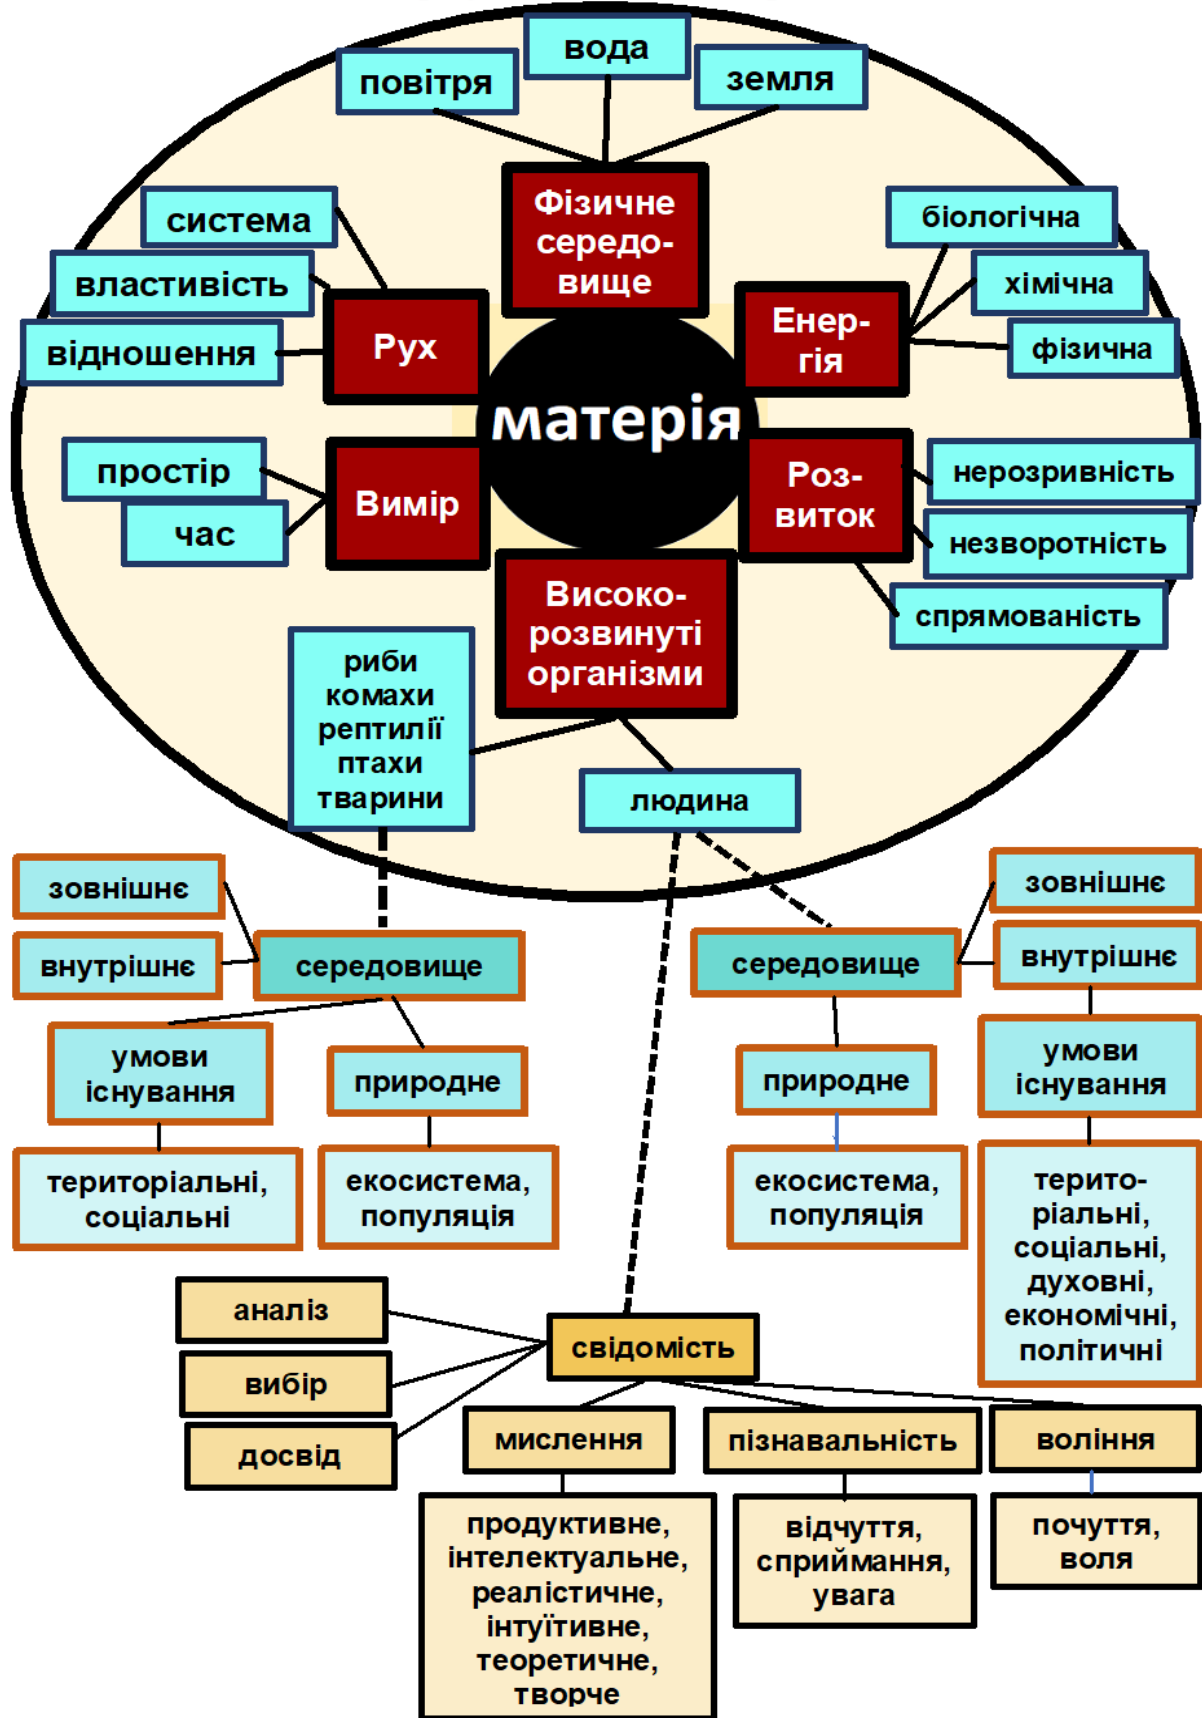 вода
повітря
земля
Фізичне
середо-
вище
система
властивість
відношення
Рух
біологічна
хімічна
фізична
Енер-
гія
матерія
простір
час
Вимір
Роз-
виток
нерозривність
незворотність
спрямованість
Високо-
розвинуті
організми
риби
комахи
рептилії
птахи
тварини
людина
зовнішнє
внутрішнє
середовище
умови
існування
природне
територіальні,
соціальні
екосистема,
популяція
середовище
зовнішнє
внутрішнє
природне
умови
існування
екосистема,
популяція
терито-
ріальні,
соціальні,
духовні,
економічні,
політичні
аналіз
вибір
досвід
свідомість
мислення
пізнавальність
воління
продуктивне,
інтелектуальне,
реалістичне,
інтуїтивне,
теоретичне,
творче
відчуття,
сприймання,
увага
почуття,
воля